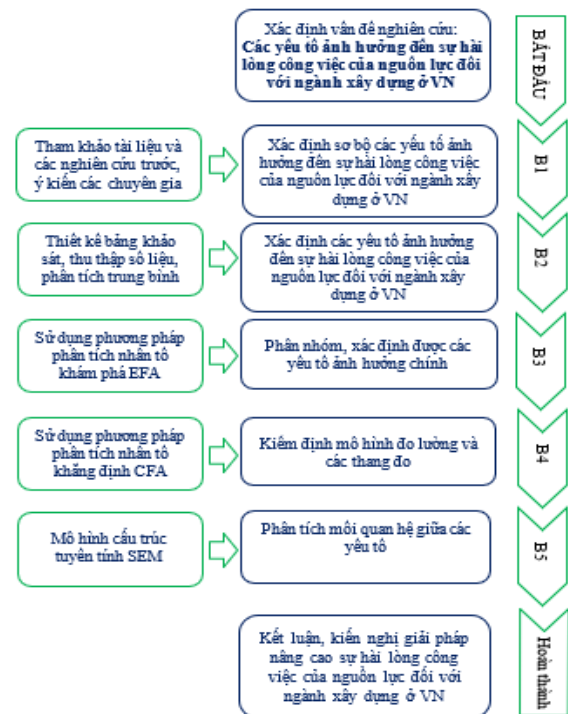 Xác định vấn đề nghiên cứu:
Các yếu tố ảnh hưởng đến sự hài
lòng công việc của nguồn lực đối
với ngành xây dựng ở VN
BẮT ĐẦU
Tham khảo tài liệu và
các nghiên cứu trước,
ý kiến các chuyên gia
Xác định sơ bộ các yếu tố ảnh
hưởng đến sự hài lòng công việc
của nguồn lực đối với ngành xây
dựng ở VN
B1
Thiết kế bảng khảo
sát, thu thập số liệu,
phân tích trung bình
Xác định các yếu tố ảnh hưởng
đến sự hài lòng công việc của
nguồn lực đối với ngành xây
dựng ở VN
B2
Sử dụng phương pháp
phân tích nhân tố
khám phá EFA
Phân nhóm, xác định được các
yếu tố ảnh hưởng chính
B3
Sử dụng phương pháp
phân tích nhân tố
khẳng định CFA
Kiểm định mô hình đo lường và
các thang đo
B4
Mô hình cấu trúc
tuyến tính SEM
Phân tích mối quan hệ giữa các
yếu tố
B5
Kết luận, kiến nghị giải pháp
nâng cao sự hài lòng công
việc của nguồn lực đối với
ngành xây dựng ở VN
Hoàn thành